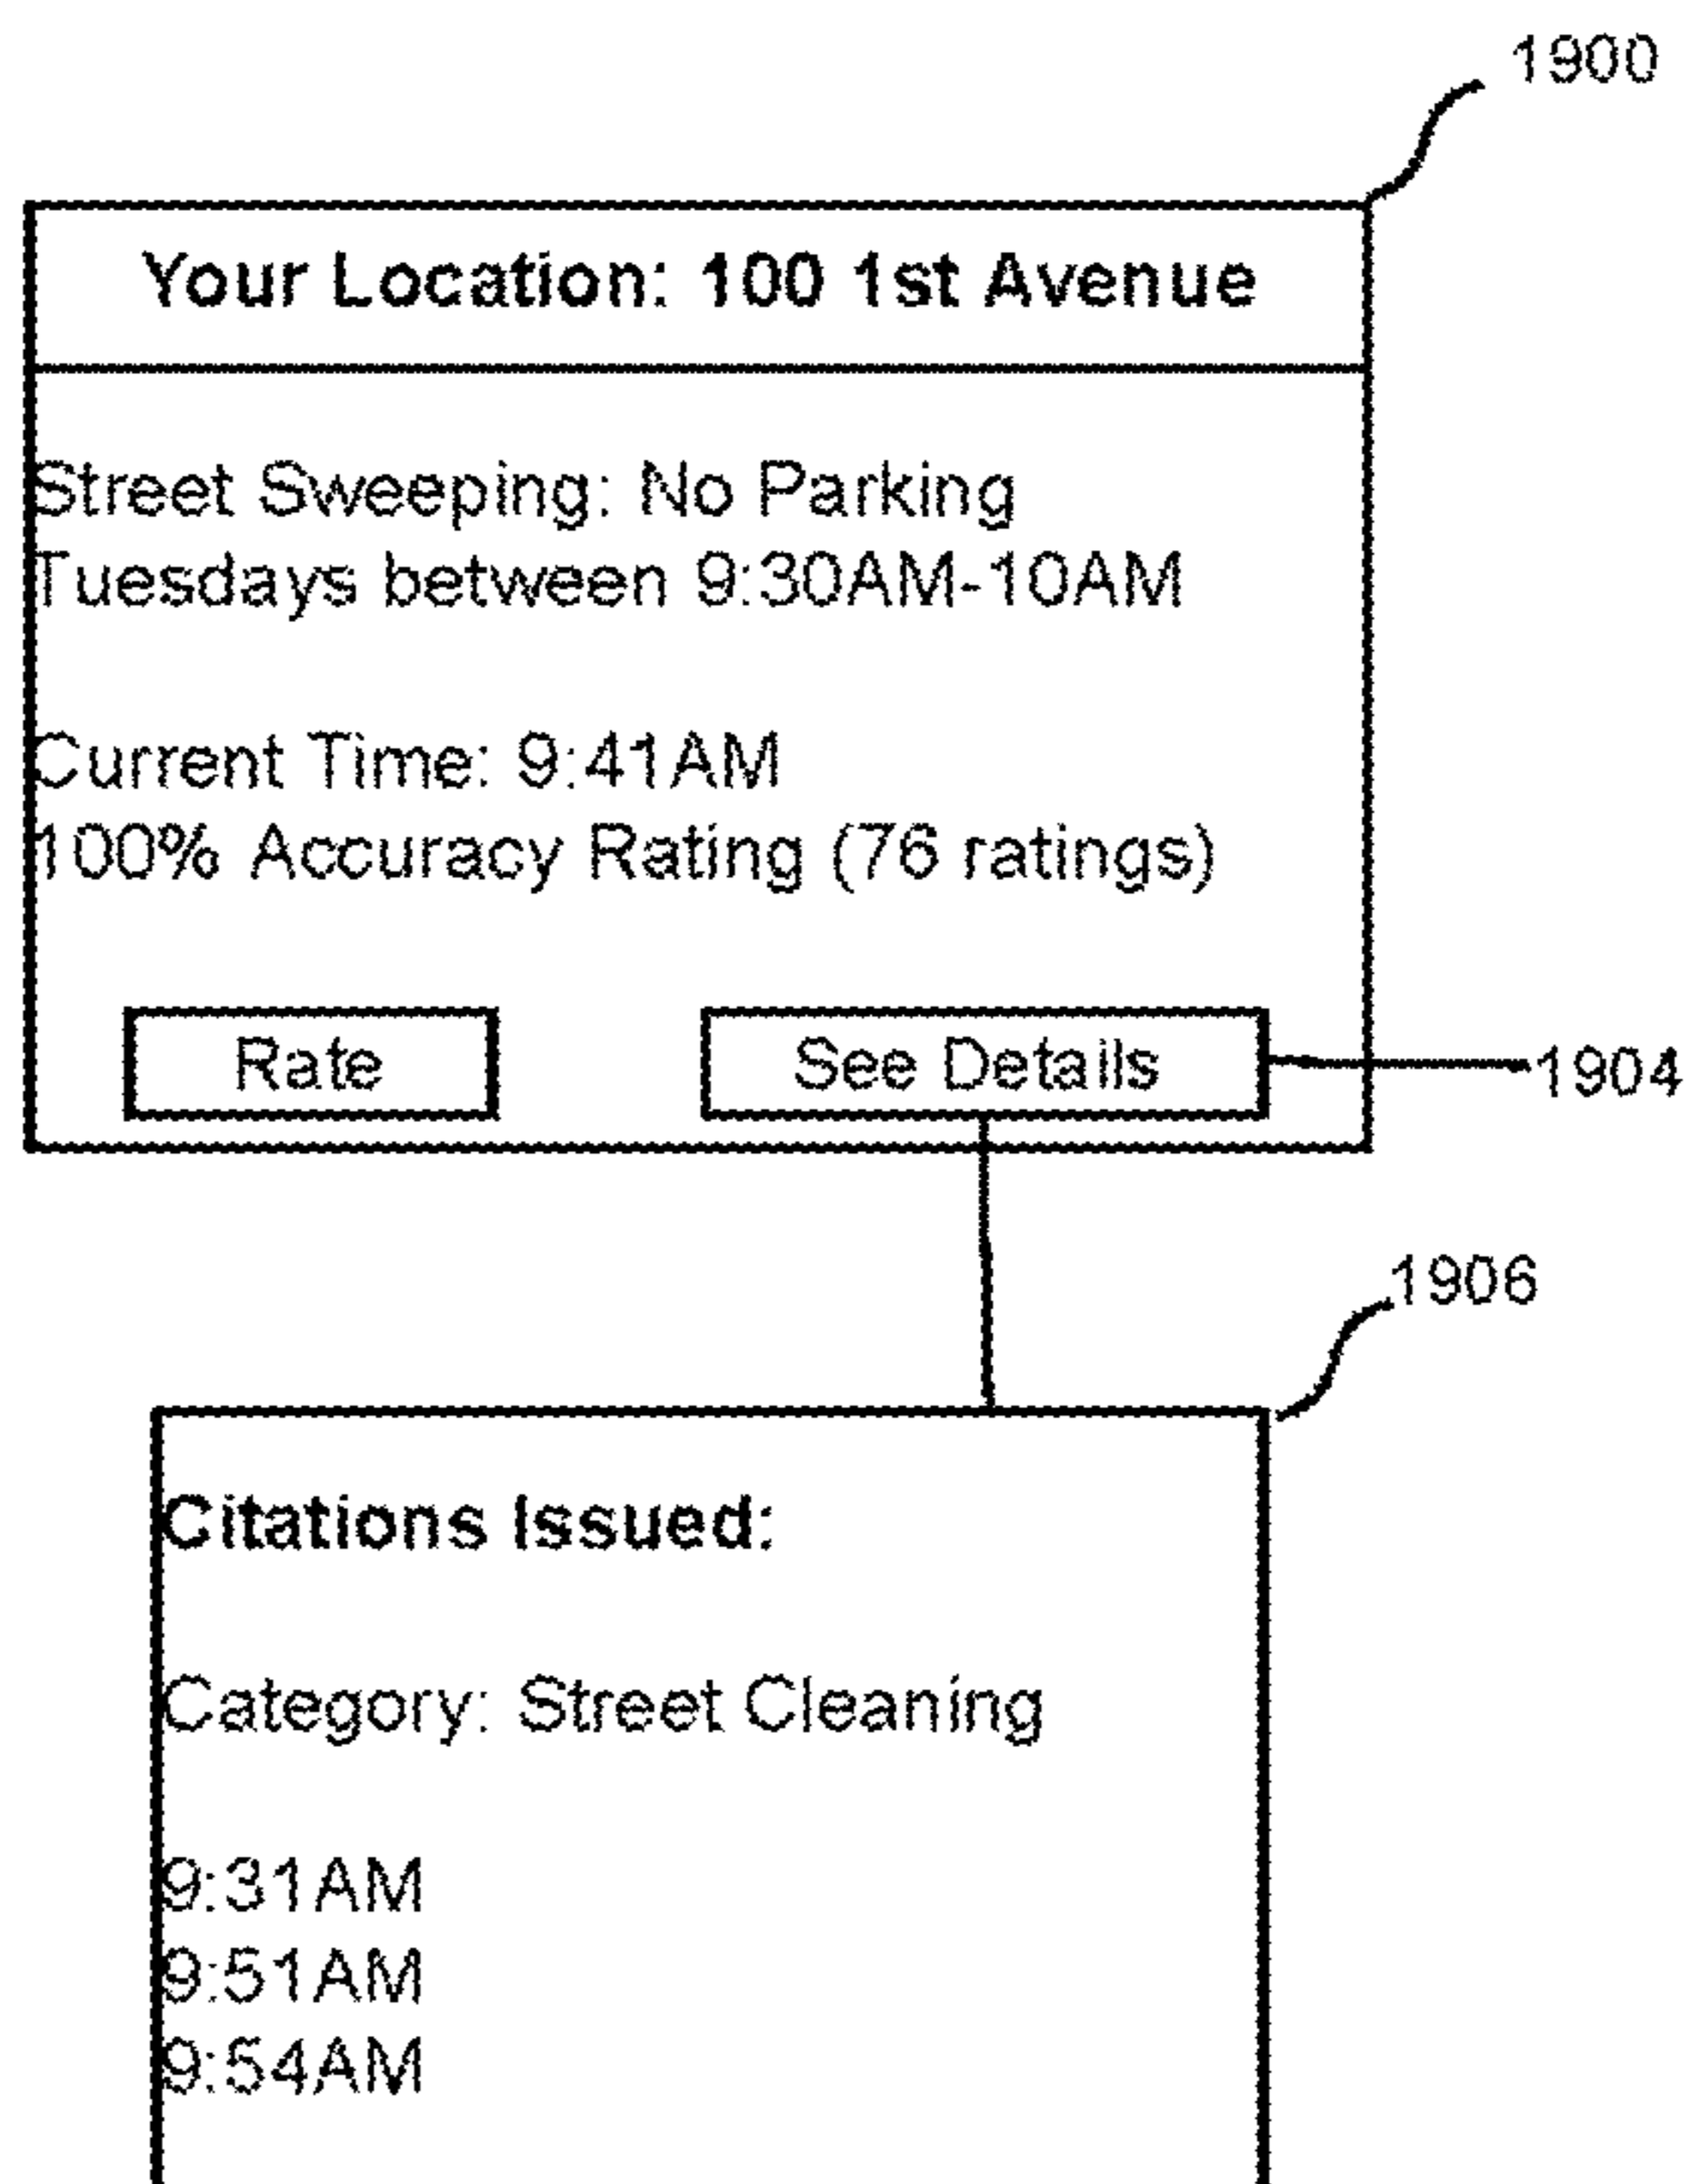 1900
Your Location: 100 1st Avenue
Street Sweeping: No Parking
Tuesdays between 9:30AM-10AM
Current Time: 9:41AM
100% Accuracy Rating (76 ratings)
Rate
See Details
1904
1906
Citations Issued:
Category: Street Cleaning
9:31AM
9:51AM
9:54AM